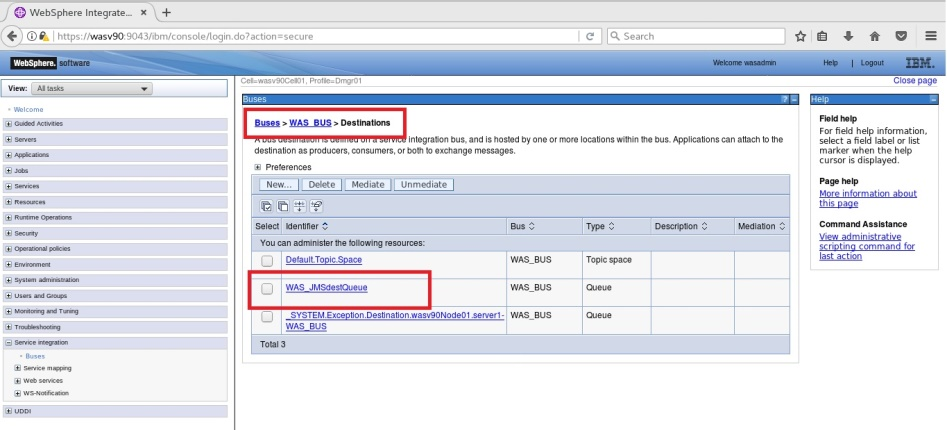 WebSphere Integrate...
https://wasv90:9043/ibm/console/login.do?action=secure
Search
WebSphere. software
Welcome wasadmin
Help
Logout
IBM.
View: All tasks
Welcome
Guided Activities
Servers
Applications
Jobs
Services
Resources
Runtime Operations
Security
Operational policies
Environment
System administration
Users and Groups
Monitoring and Tuning
Troubleshooting
Service integration
Buses
Service mapping
Web services
WS-Notification
UDDI
Cell=wasv90Cell01, Profile=Dmgr01
Close page
Buses
Buses > WAS_BUS > Destinations
A bus destination is defined on a service integration bus, and is hosted by one or more locations within the bus. Applications can attach to the
destination as producers, consumers, or both to exchange messages.
Preferences
New... Delete Mediate Unmediate
Select Identifier Bus Type Description Mediation
You can administer the following resources:
Default.Topic.Space WAS_BUS Topic space
WAS_JMSdestQueue WAS_BUS Queue
_SYSTEM.Exception.Destination.wasv90Node01.server1- WAS_BUS Queue
WAS_BUS
Total 3
Help
Field help
For field help information,
select a field label or list
marker when the help
cursor is displayed.
Page help
More information about
this page
Command Assistance
View administrative
scripting command for
last action